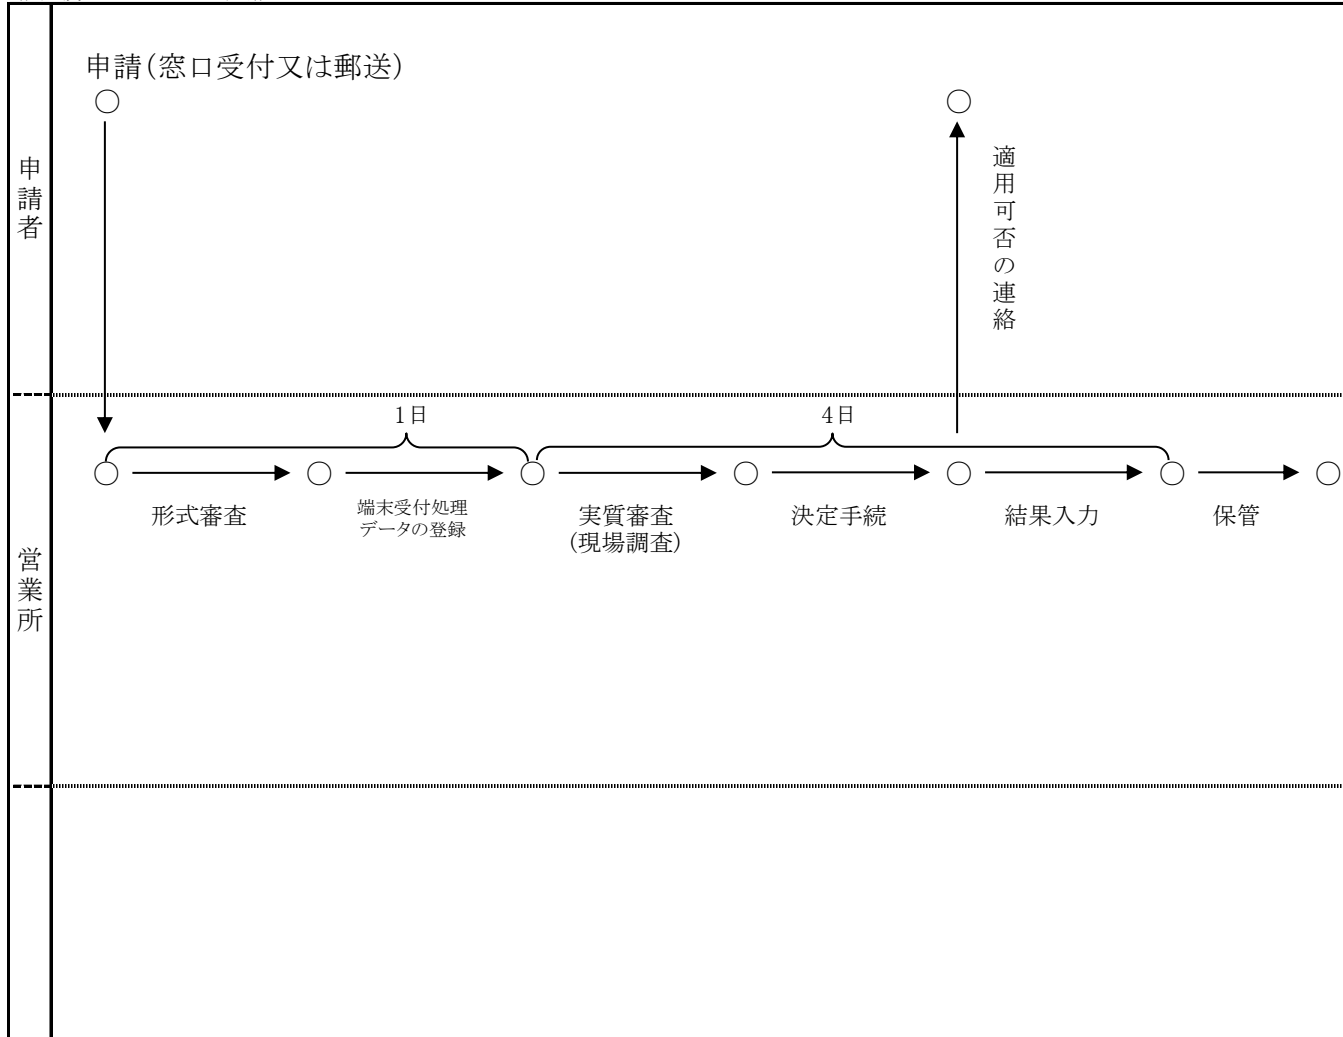 申請(窓口受付又は郵送)
申請者
適用可否の連絡
1日
4日
形式審査
端末受付処理
データの登録
実質審査
(現場調査)
決定手続
結果入力
保管
営業所